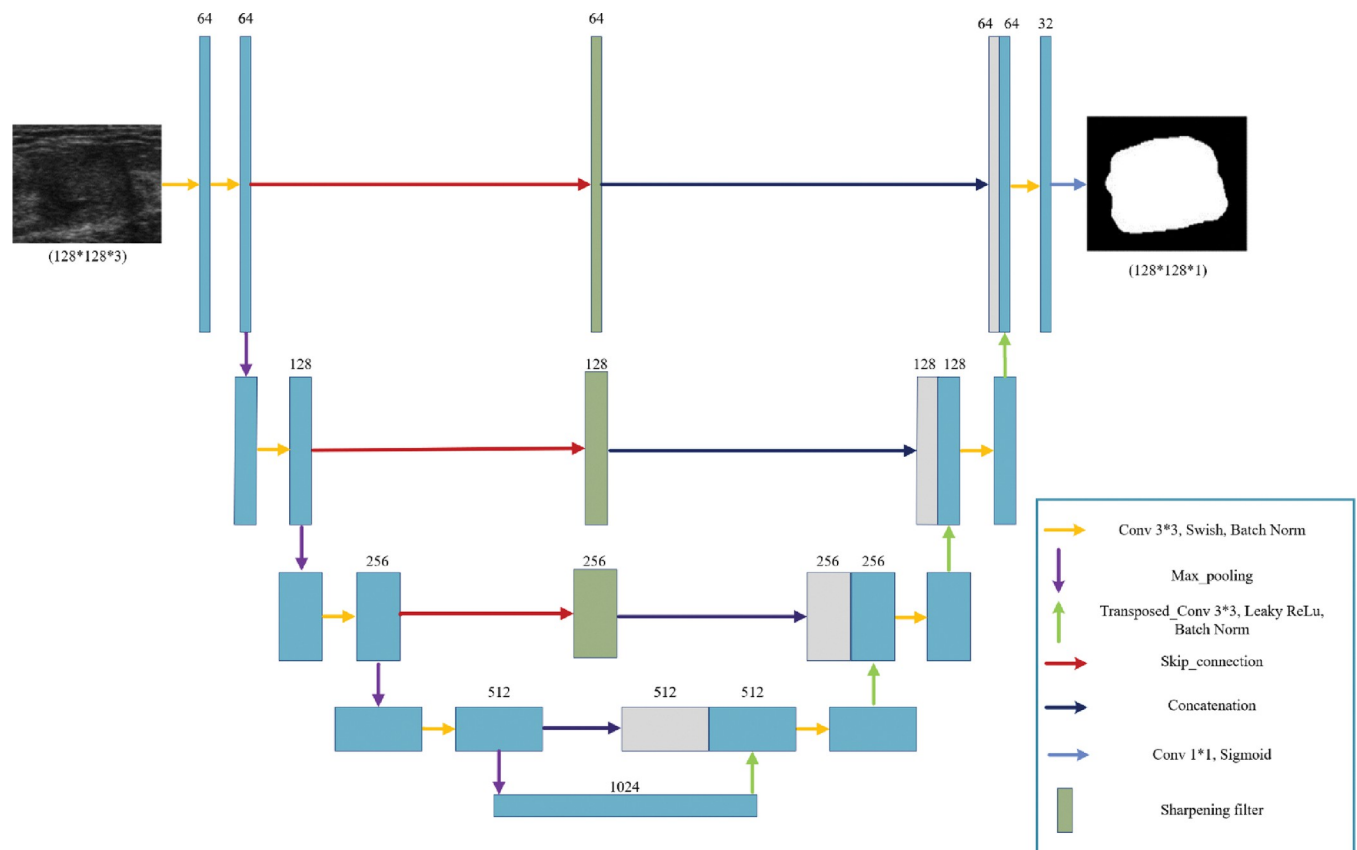 64 64 64 64 64 32
(128*128*3)
(128*128*1)
128 128 128 128
256 256 256 256
512 512 512
1024
Conv 3*3, Swish, Batch Norm
Max_pooling
Transposed_Conv 3*3, Leaky ReLu,
Batch Norm
Skip_connection
Concatenation
Conv 1*1, Sigmoid
Sharpening filter